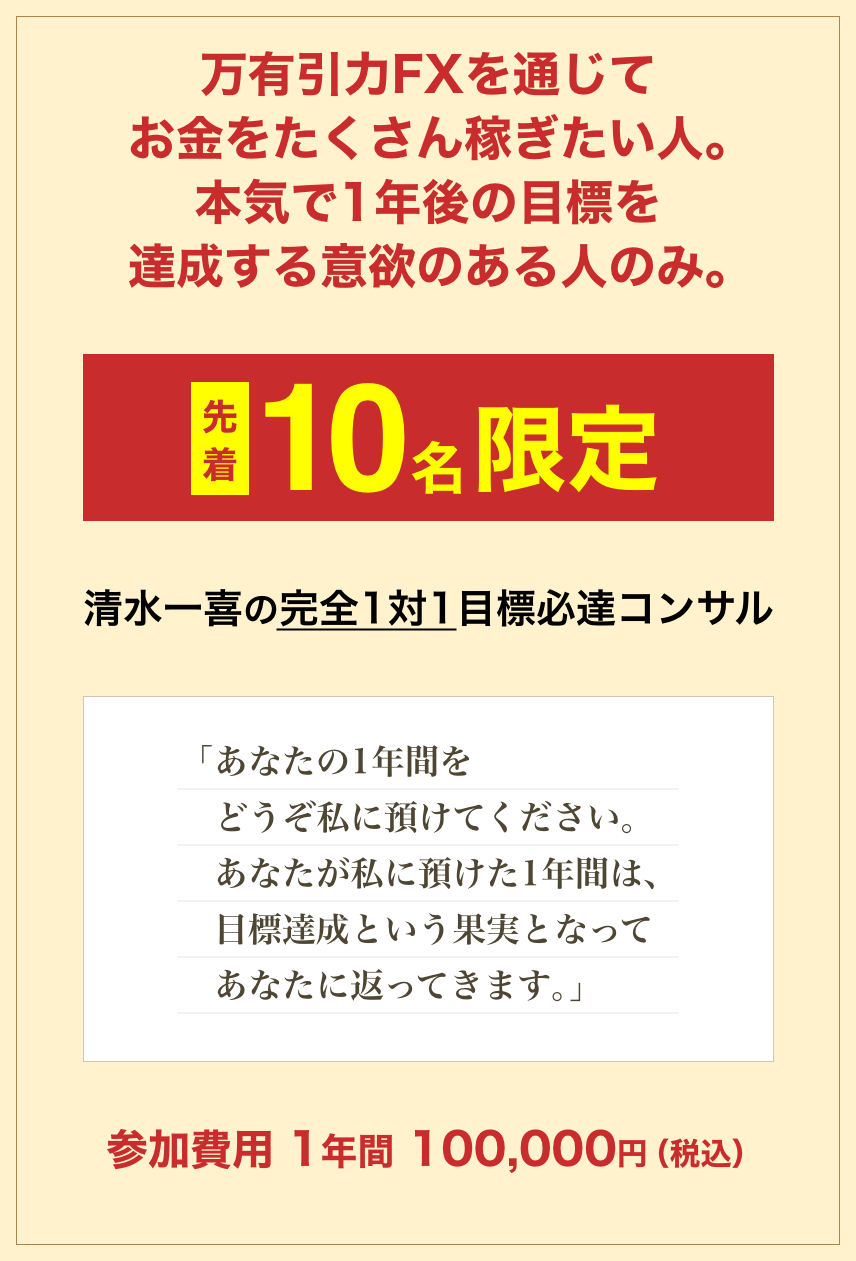 万有引力FXを通じて
お金をたくさん稼ぎたい人。
本気で1年後の目標を
達成する意欲のある人のみ。
先着10名限定
清水一喜の完全1対1目標必達コンサル
「あなたの1年間を
どうぞ私に預けてください。
あなたが私に預けた1年間は、
目標達成という果実となって
あなたに返ってきます。」
参加費用 1年間 100,000円(税込)